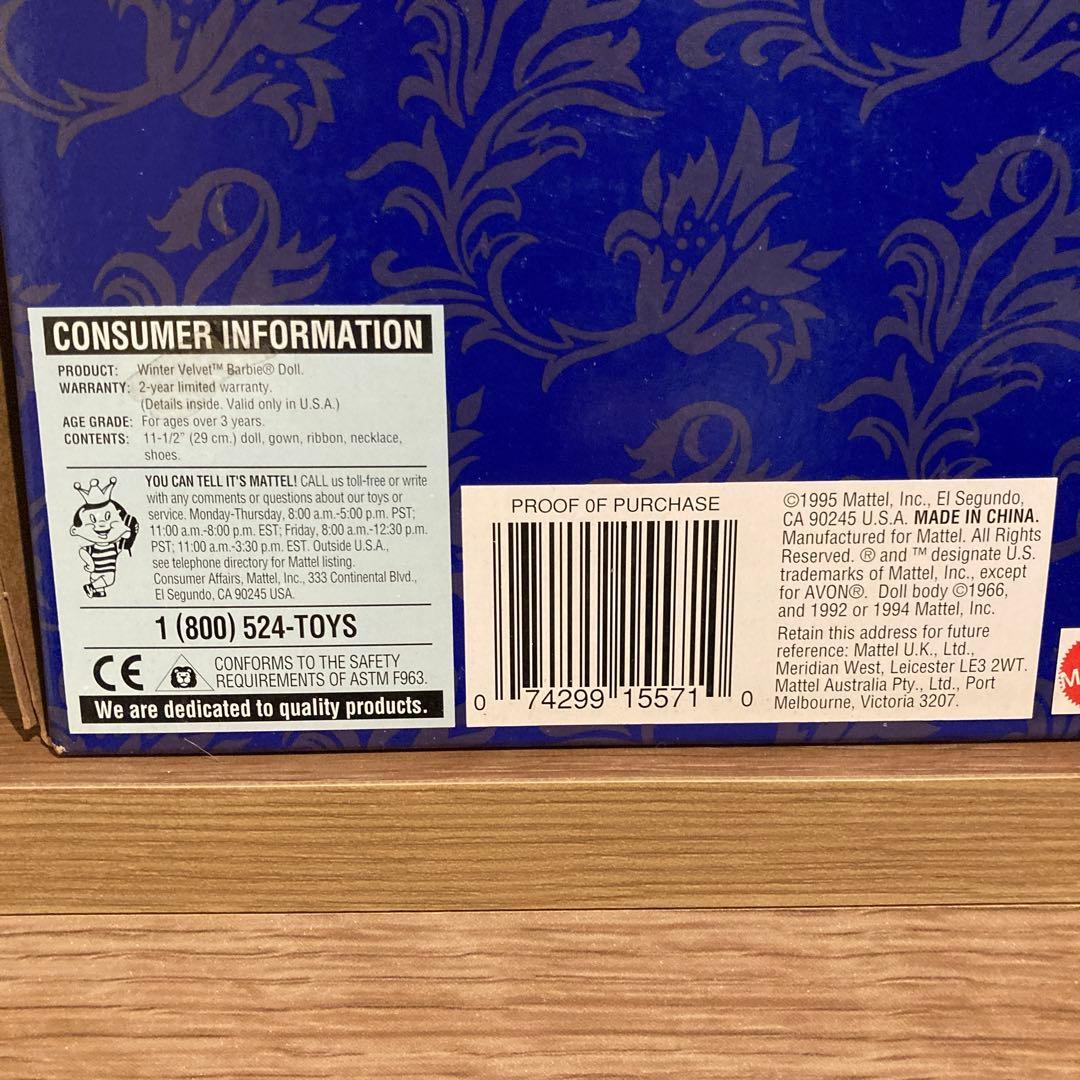 CONSUMER INFORMATION
PRODUCT: Winter Velvet™ Barbie® Doll.
WARRANTY: 2-year limited warranty.
(Details inside. Valid only in U.S.A.)
AGE GRADE: For ages over 3 years.
CONTENTS: 11-1/2" (29 cm.) doll, gown, ribbon, necklace,
shoes.
YOU CAN TELL IT'S MATTEL! CALL us toll-free or write
with any comments or questions about our toys or
service. Monday-Thursday, 8:00 a.m.-5:00 p.m. PST;
11:00 a.m.-8:00 p.m. EST; Friday, 8:00 a.m.-12:30 p.m.
PST; 11:00 a.m.-3:30 p.m. EST. Outside U.S.A.,
see telephone directory for Mattel listing.
Consumer Affairs, Mattel, Inc., 333 Continental Blvd.,
El Segundo, CA 90245 USA.
1 (800) 524-TOYS
CE
CONFORMS TO THE SAFETY
REQUIREMENTS OF ASTM F963.
We are dedicated to quality products.
PROOF OF PURCHASE
0 74299 15571 0
©1995 Mattel, Inc., El Segundo,
CA 90245 U.S.A. MADE IN CHINA.
Manufactured for Mattel. All Rights
Reserved. ® and ™ designate U.S.
trademarks of Mattel, Inc., except
for AVON®. Doll body ©1966,
and 1992 or 1994 Mattel, Inc.
Retain this address for future
reference: Mattel U.K., Ltd.,
Meridian West, Leicester LE3 2WT.
Mattel Australia Pty., Ltd., Port
Melbourne, Victoria 3207.